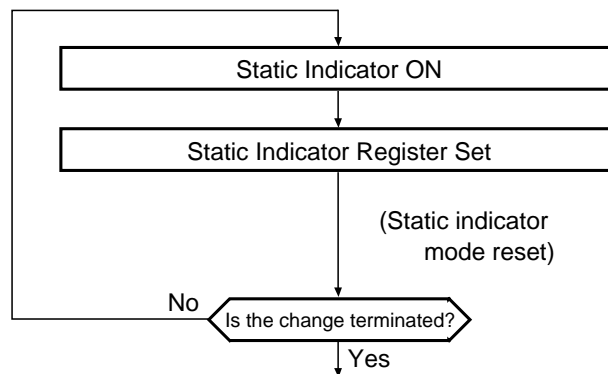 Static Indicator ON
Static Indicator Register Set
(Static indicator
mode reset)
No
Is the change terminated?
Yes